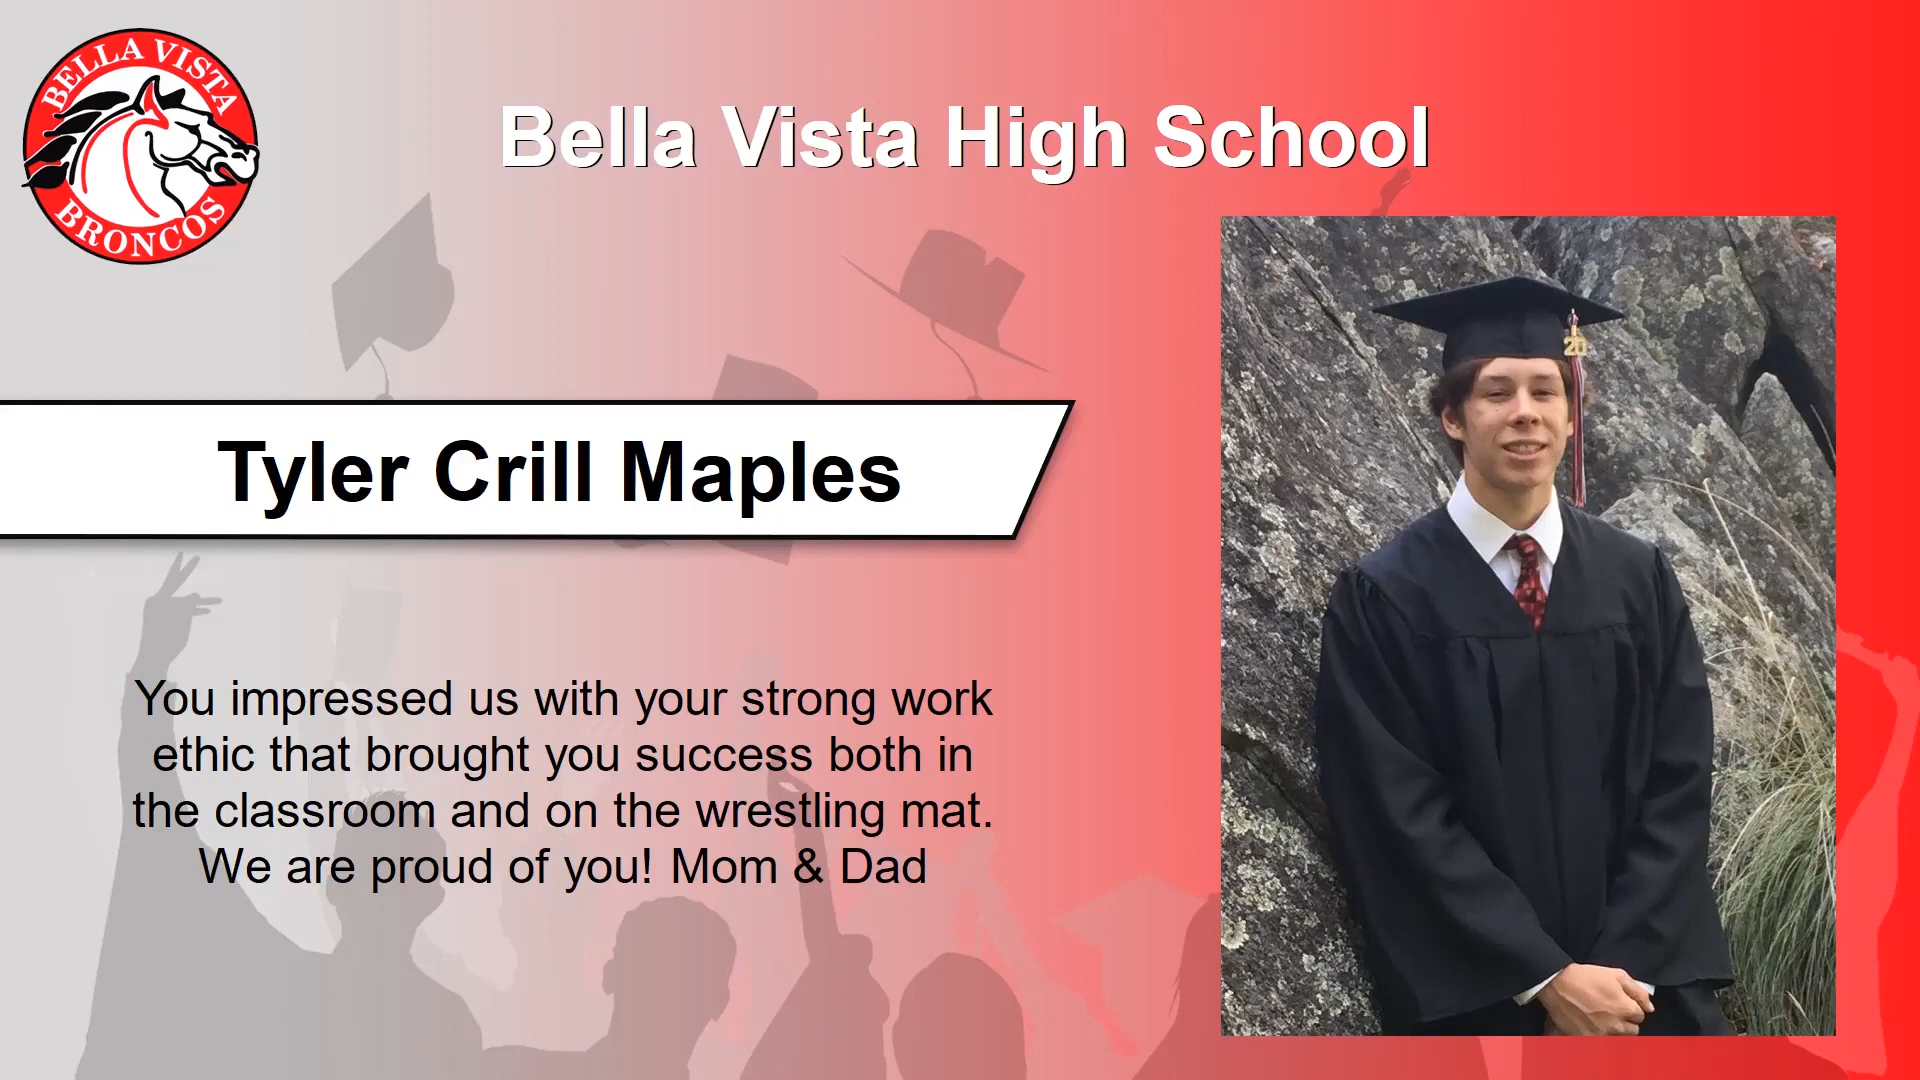 BELLA VISTA
BRONCOS
Bella Vista High School
20
Tyler Crill Maples
You impressed us with your strong work
ethic that brought you success both in
the classroom and on the wrestling mat.
We are proud of you! Mom & Dad